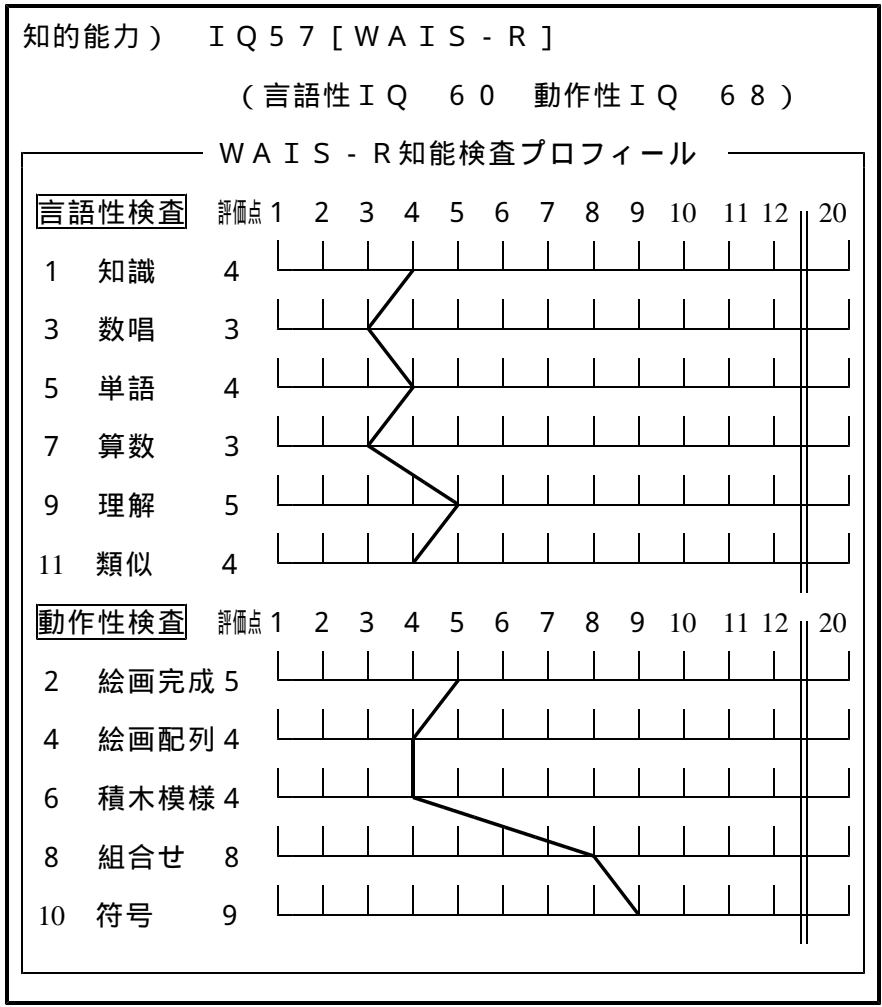 知的能力） ＩＱ５７［ＷＡＩＳ‐Ｒ］
（言語性ＩＱ ６０ 動作性ＩＱ ６８）
ＷＡＩＳ‐Ｒ知能検査プロフィール
言語性検査 評価点 1 2 3 4 5 6 7 8 9 10 11 12 20
1 知識 4
3 数唱 3
5 単語 4
7 算数 3
9 理解 5
11 類似 4
動作性検査 評価点 1 2 3 4 5 6 7 8 9 10 11 12 20
2 絵画完成 5
4 絵画配列 4
6 積木模様 4
8 組合せ 8
10 符号 9